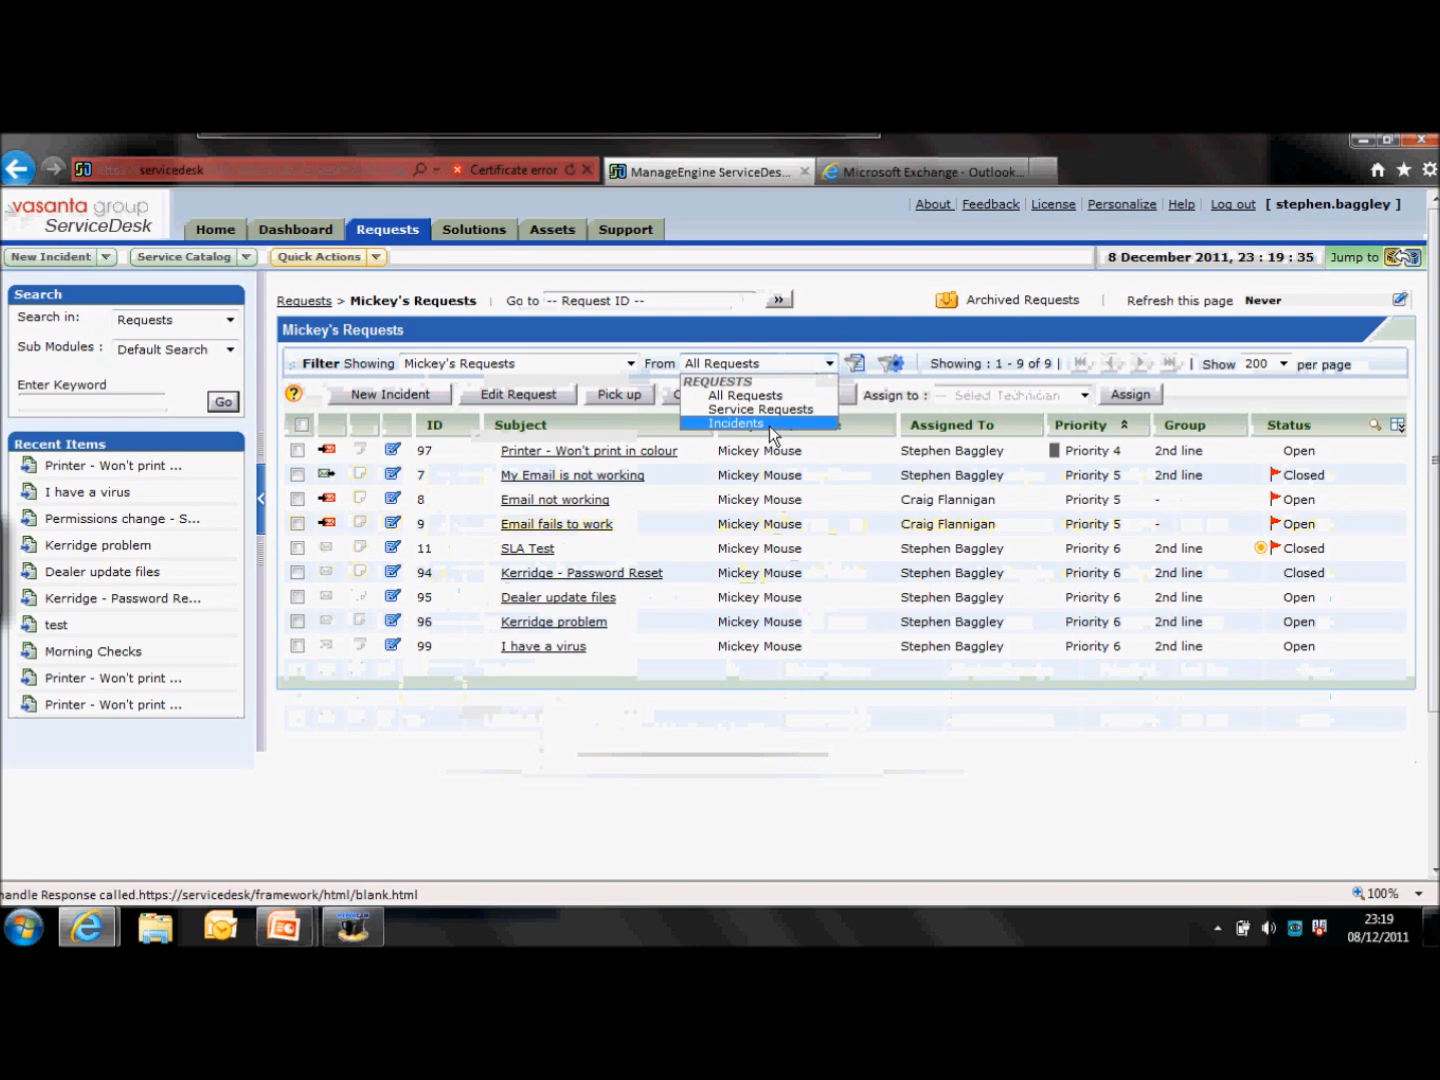 servicedesk
Certificate error
ManageEngine ServiceDes...
Microsoft Exchange - Outlook...
vasanta group
ServiceDesk
About Feedback License Personalize Help Log out [ stephen.baggley ]
Home Dashboard Requests Solutions Assets Support
New Incident Service Catalog Quick Actions
8 December 2011, 23 : 19 : 35 Jump to
Search
Search in: Requests
Sub Modules : Default Search
Enter Keyword
Go
Recent Items
Printer - Won't print ...
I have a virus
Permissions change - S...
Kerridge problem
Dealer update files
Kerridge - Password Re...
test
Morning Checks
Printer - Won't print ...
Printer - Won't print ...
Requests > Mickey's Requests Go to -- Request ID -- »
Archived Requests Refresh this page Never
Mickey's Requests
Filter Showing Mickey's Requests From All Requests
Showing : 1 - 9 of 9 | Show 200 per page
REQUESTS
All Requests
Service Requests
Incidents
New Incident Edit Request Pick up
Assign to : -- Select Technician Assign
ID Subject Assigned To Priority Group Status
97 Printer - Won't print in colour Mickey Mouse Stephen Baggley Priority 4 2nd line Open
7 My Email is not working Mickey Mouse Stephen Baggley Priority 5 2nd line Closed
8 Email not working Mickey Mouse Craig Flannigan Priority 5 - Open
9 Email fails to work Mickey Mouse Craig Flannigan Priority 5 - Open
11 SLA Test Mickey Mouse Stephen Baggley Priority 6 2nd line Closed
94 Kerridge - Password Reset Mickey Mouse Stephen Baggley Priority 6 2nd line Closed
95 Dealer update files Mickey Mouse Stephen Baggley Priority 6 2nd line Open
96 Kerridge problem Mickey Mouse Stephen Baggley Priority 6 2nd line Open
99 I have a virus Mickey Mouse Stephen Baggley Priority 6 2nd line Open
handle Response called.https://servicedesk/framework/html/blank.html
100%
23:19
08/12/2011